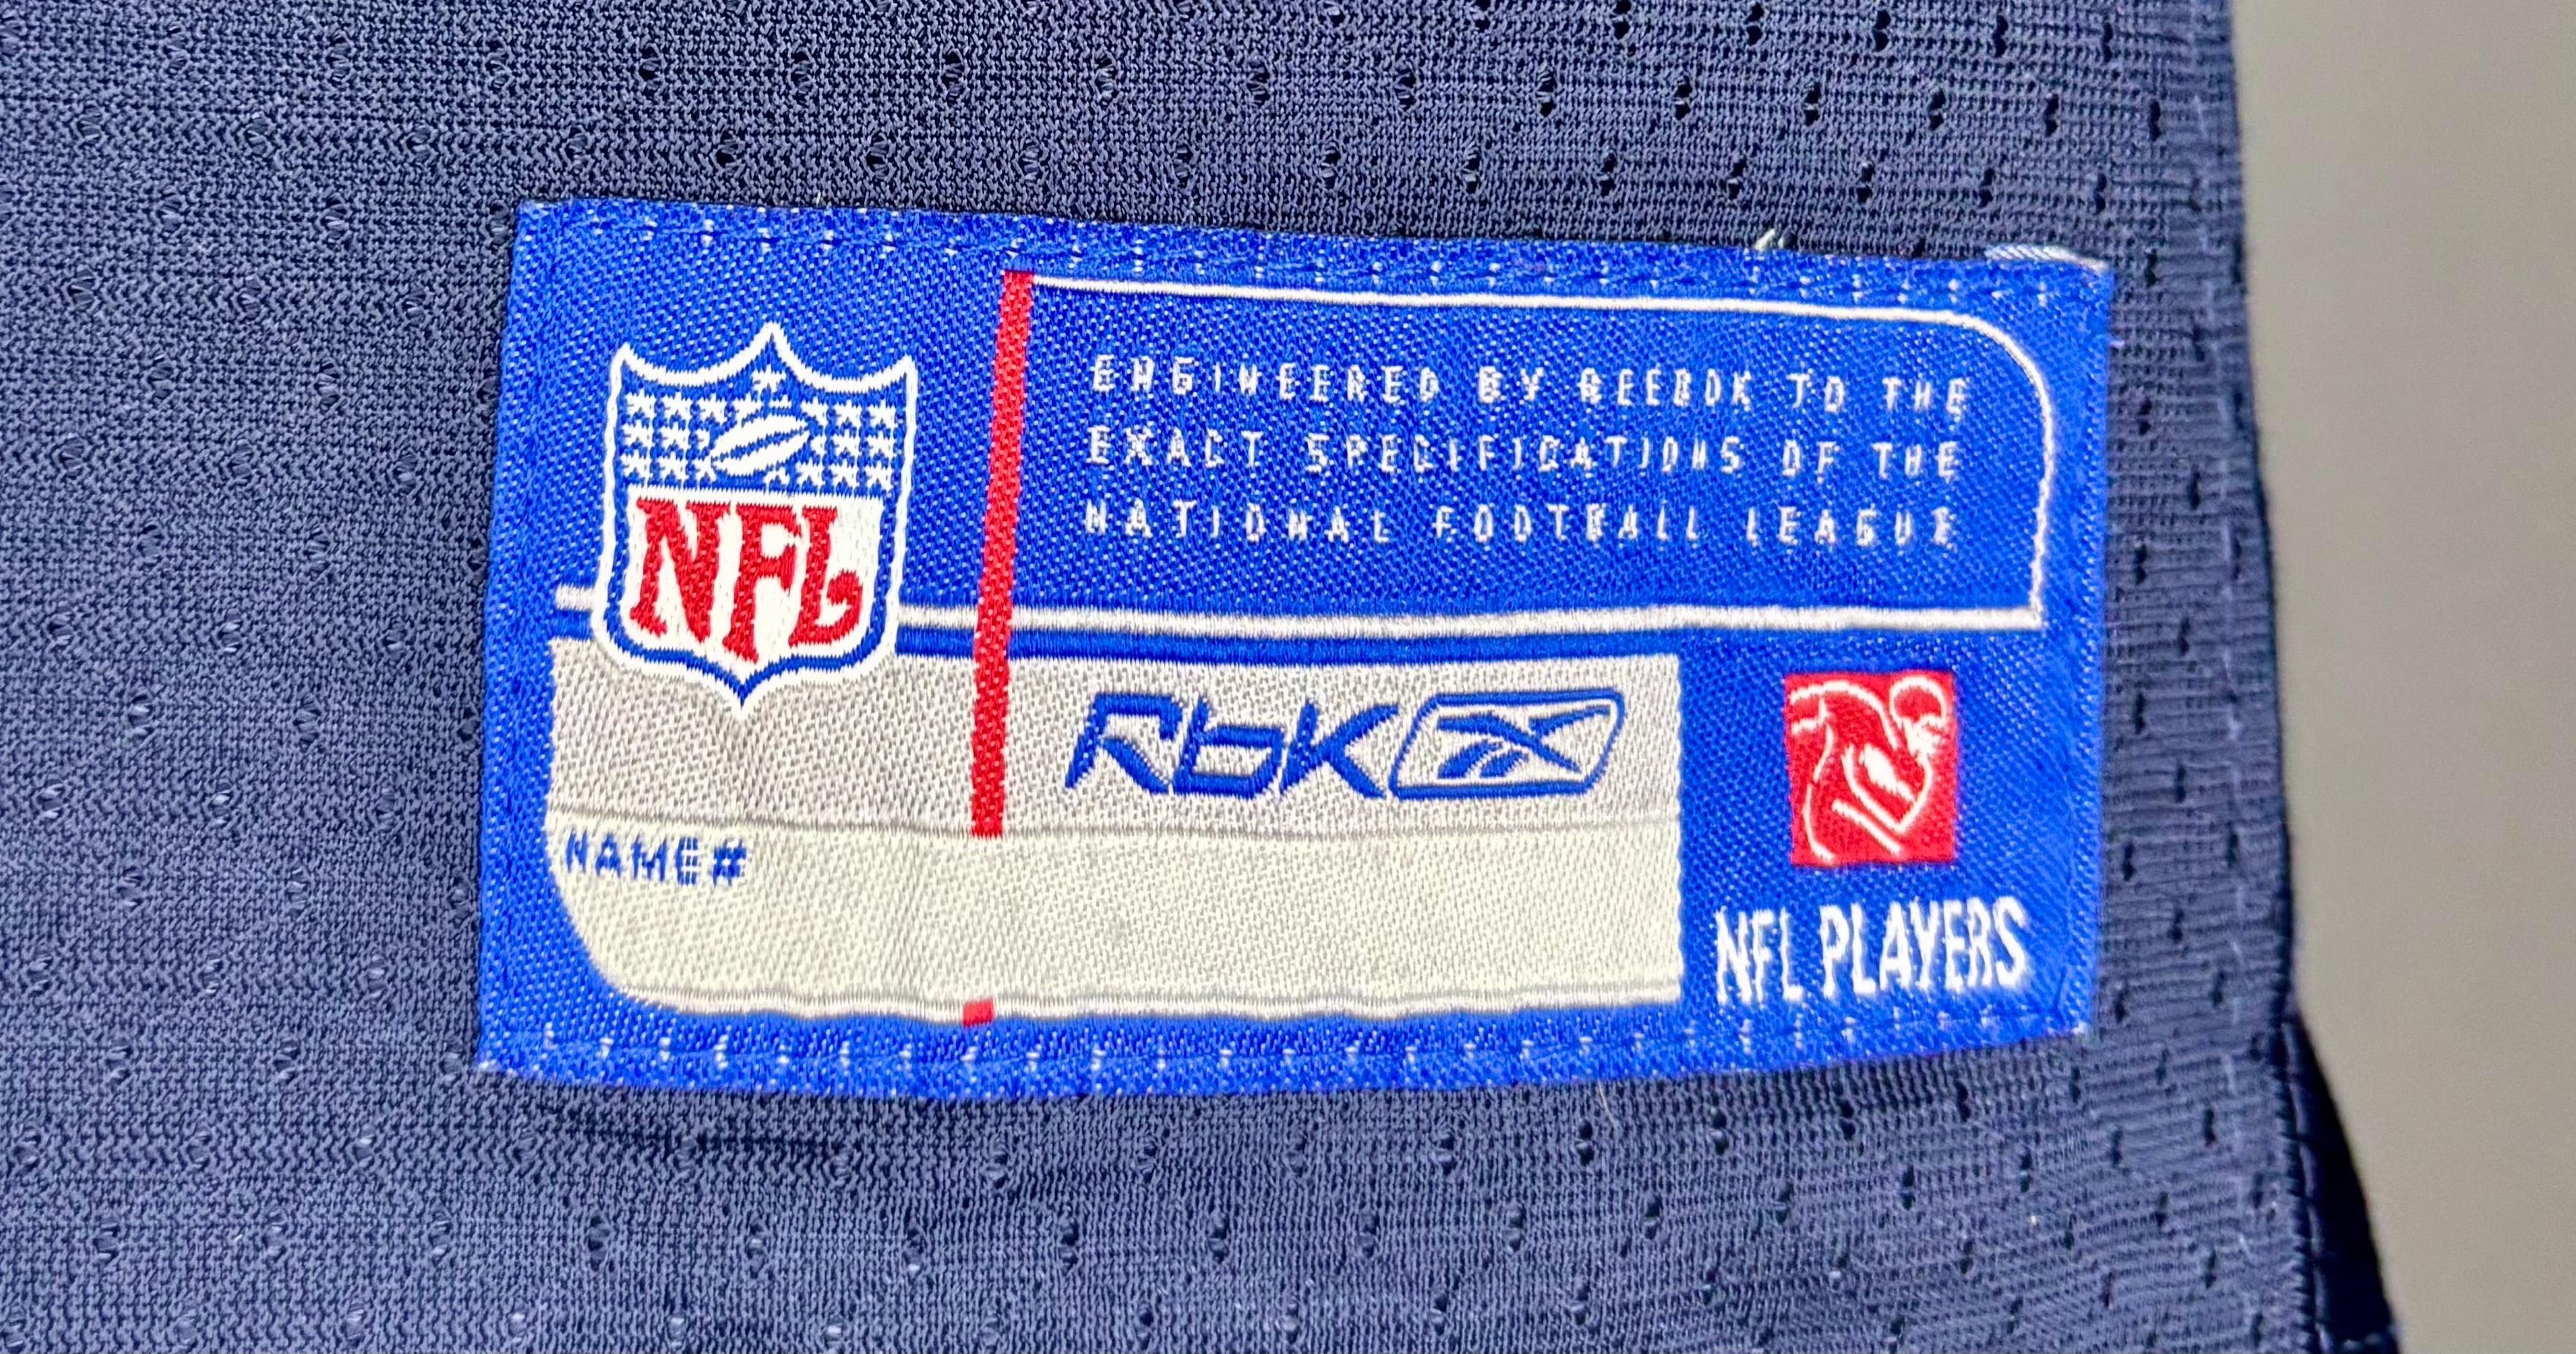 ENGINEERED BY REEBOK TO THE
EXACT SPECIFICATIONS OF THE
NATIONAL FOOTBALL LEAGUE
NFL
Rbk
NAME#
NFL PLAYERS